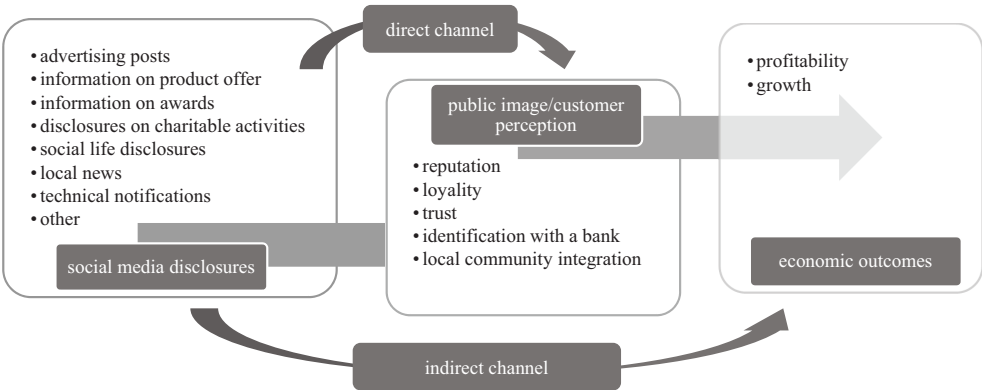 direct channel
• advertising posts
• information on product offer
• information on awards
• disclosures on charitable activities
• social life disclosures
• local news
• technical notifications
• other
social media disclosures
public image/customer
perception
• reputation
• loyality
• trust
• identification with a bank
• local community integration
• profitability
• growth
economic outcomes
indirect channel